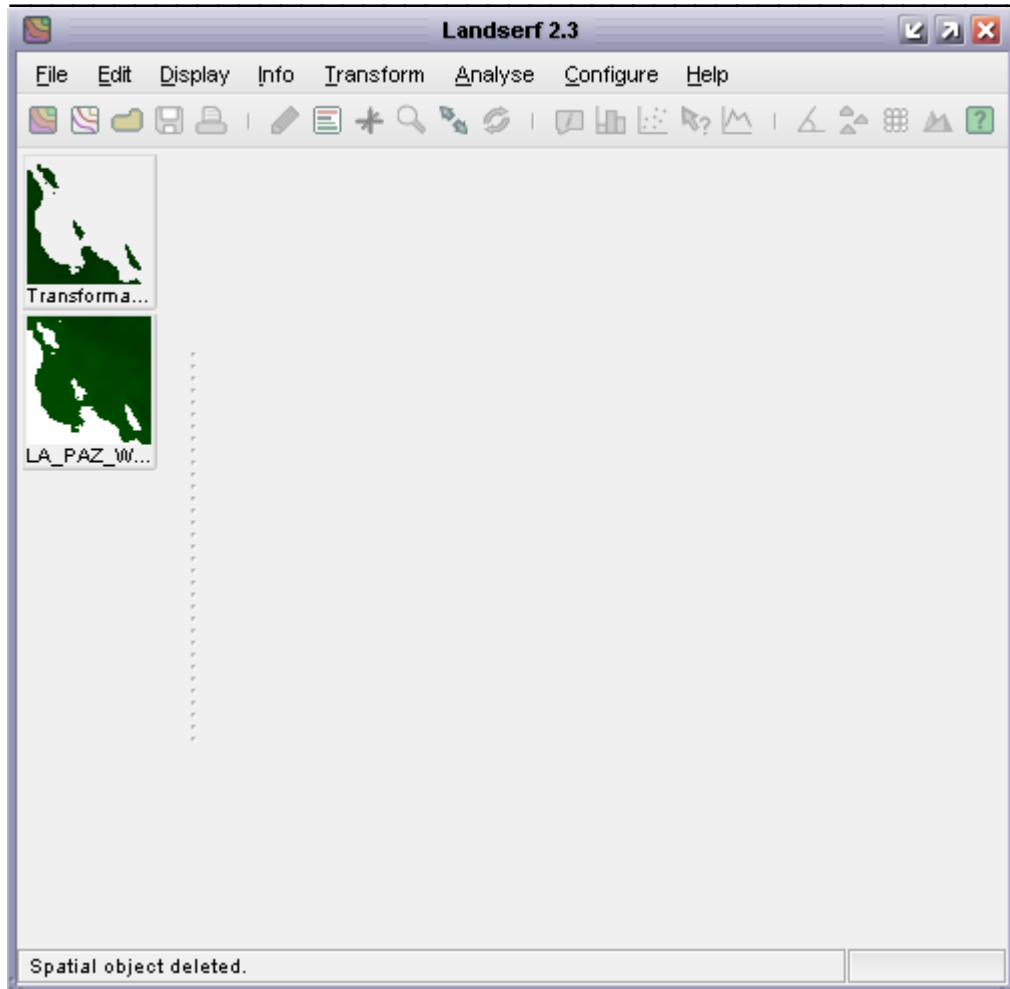 Landserf 2.3
File Edit Display Info Transform Analyse Configure Help
Transforma...
LA_PAZ_W...
Spatial object deleted.